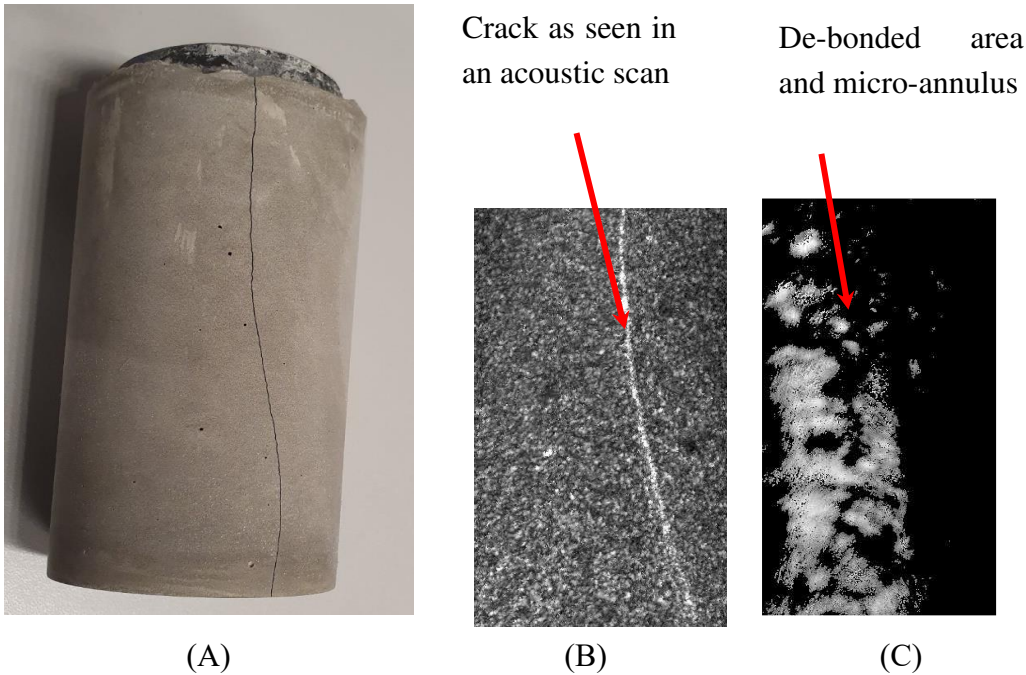 Crack as seen in
an acoustic scan
De-bonded area
and micro-annulus
(A)
(B)
(C)